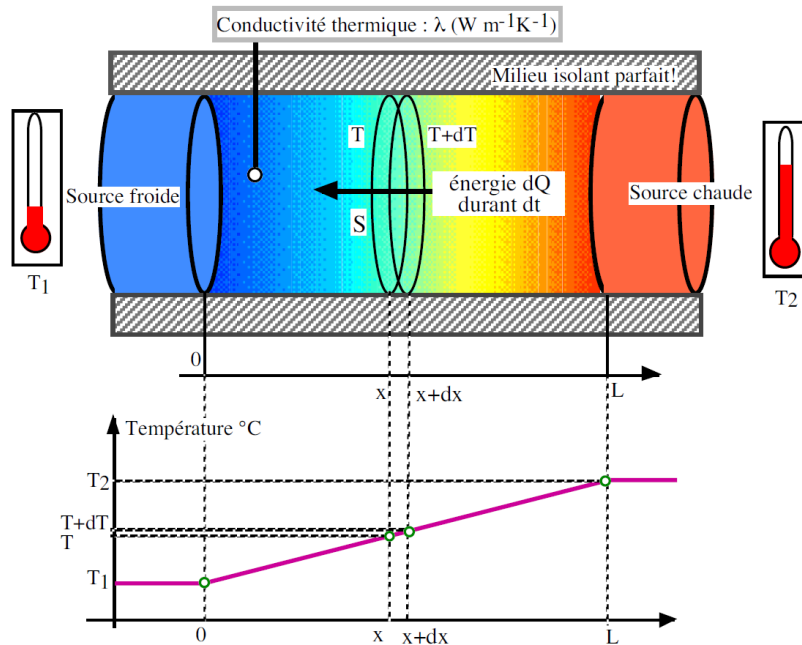 Conductivité thermique : λ (W m⁻¹K⁻¹)
Milieu isolant parfait!
T
T+dT
Source froide
énergie dQ
durant dt
Source chaude
S
T1
T2
0
x
x+dx
L
Température °C
T2
T+dT
T
T1
0
x
x+dx
L